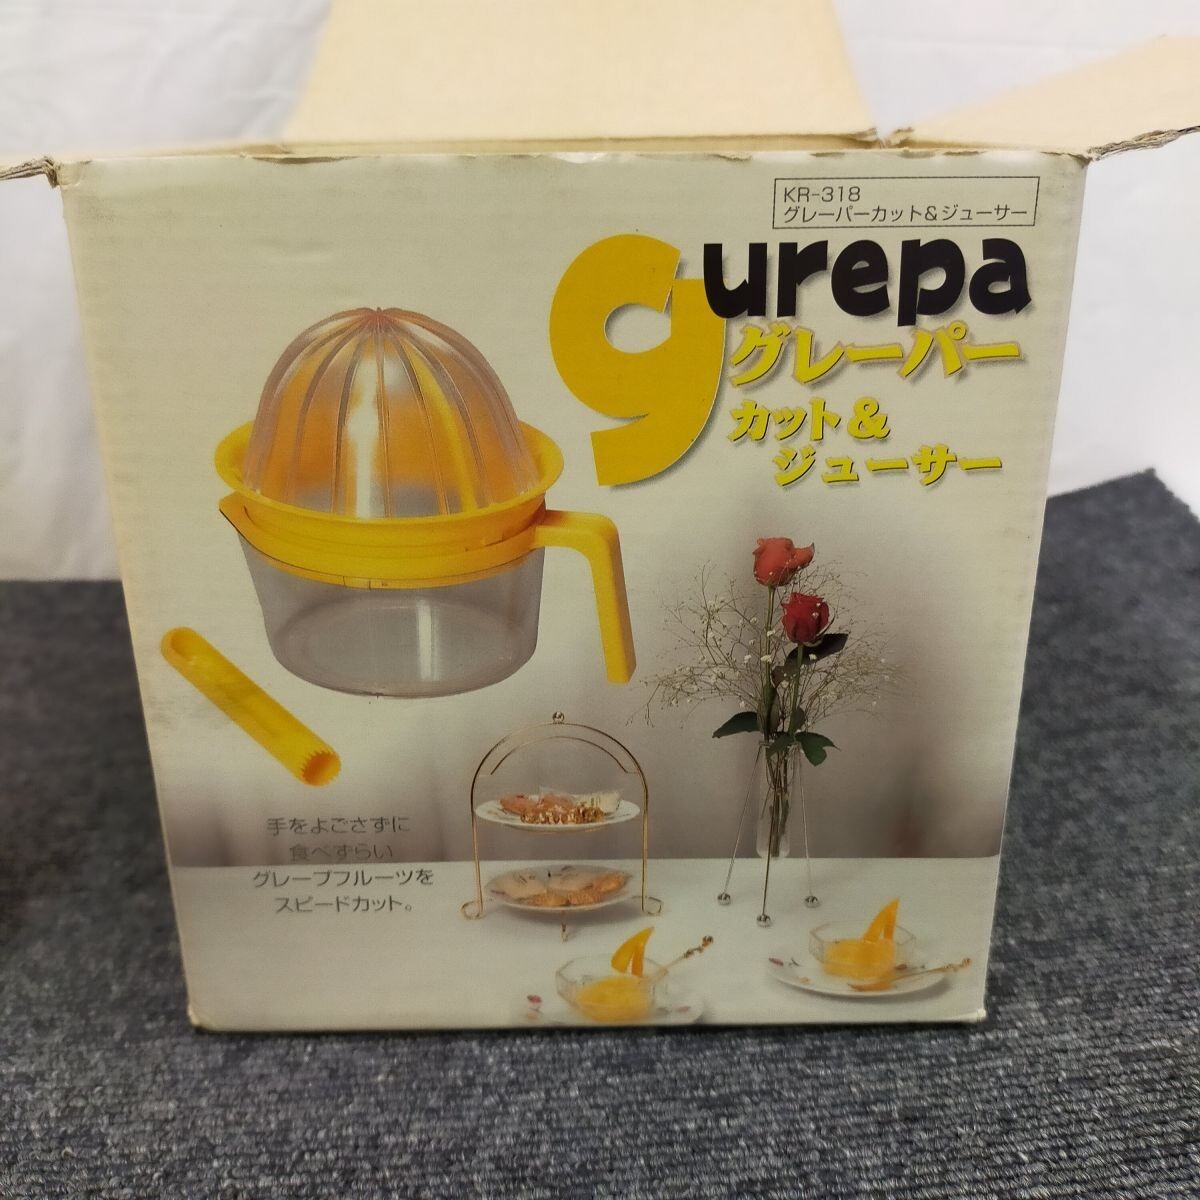 KR-318
グレーパーカット&ジューサー
gurepa
グレーパー
カット&
ジューサー
手をよごさずに
食べずらい
グレープフルーツを
スピードカット。